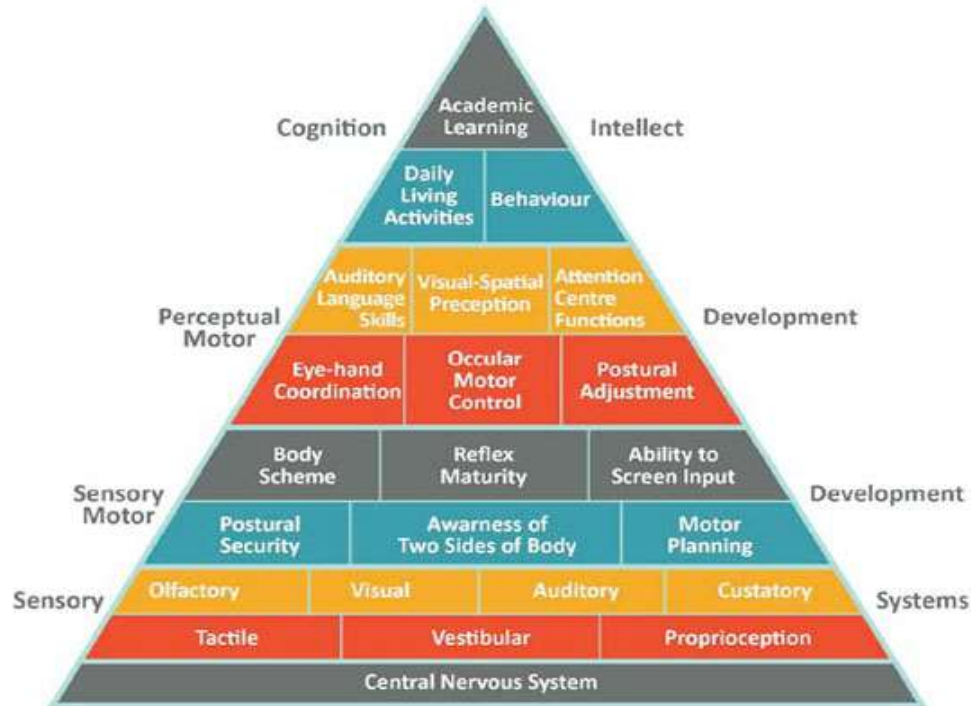 Academic
Learning
Cognition
Intellect
Daily
Living
Activities
Behaviour
Auditory
Language
Skills
Visual-Spatial
Preception
Attention
Centre
Functions
Perceptual
Motor
Development
Eye-hand
Coordination
Occular
Motor
Control
Postural
Adjustment
Body
Scheme
Reflex
Maturity
Ability to
Screen Input
Sensory
Motor
Development
Postural
Security
Awarness of
Two Sides of Body
Motor
Planning
Sensory
Olfactory
Visual
Auditory
Custatory
Systems
Tactile
Vestibular
Proprioception
Central Nervous System